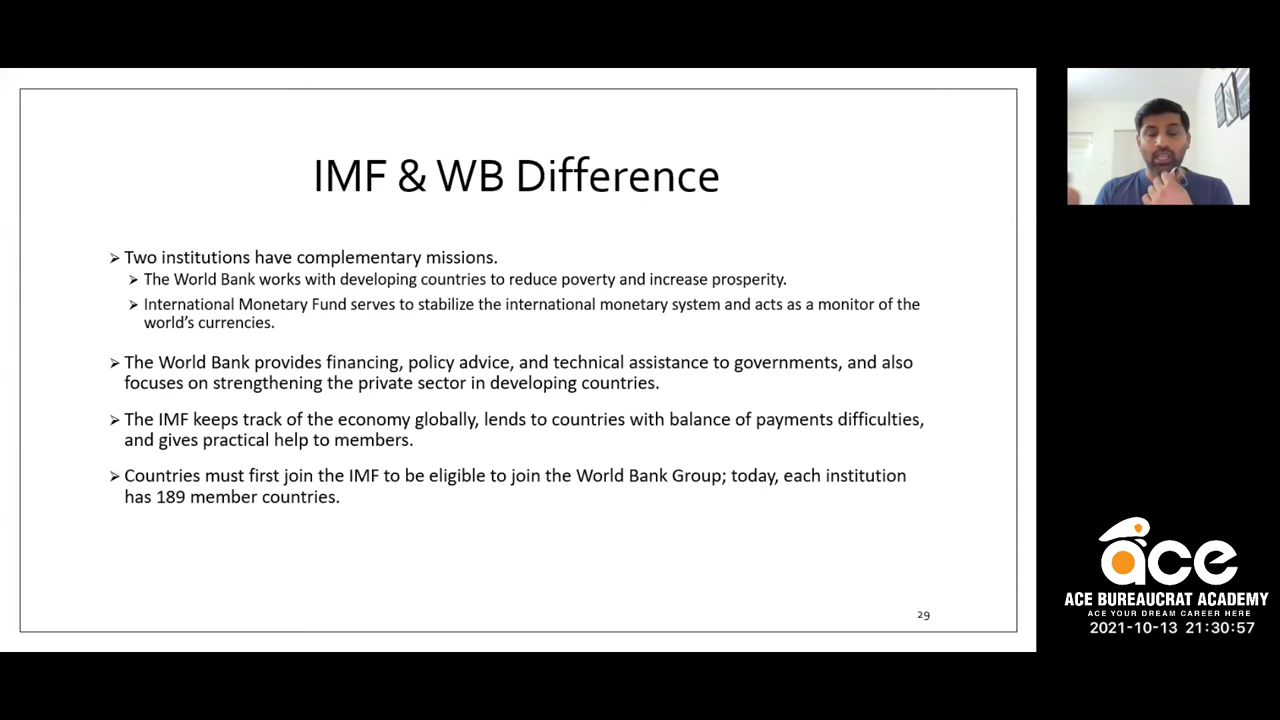 IMF & WB Difference
➢ Two institutions have complementary missions.
➢ The World Bank works with developing countries to reduce poverty and increase prosperity.
➢ International Monetary Fund serves to stabilize the international monetary system and acts as a monitor of the
world's currencies.
➢ The World Bank provides financing, policy advice, and technical assistance to governments, and also
focuses on strengthening the private sector in developing countries.
➢ The IMF keeps track of the economy globally, lends to countries with balance of payments difficulties,
and gives practical help to members.
➢ Countries must first join the IMF to be eligible to join the World Bank Group; today, each institution
has 189 member countries.
29
ace
ACE BUREAUCRAT ACADEMY
ACE YOUR DREAM CAREER HERE
2021-10-13 21:30:57